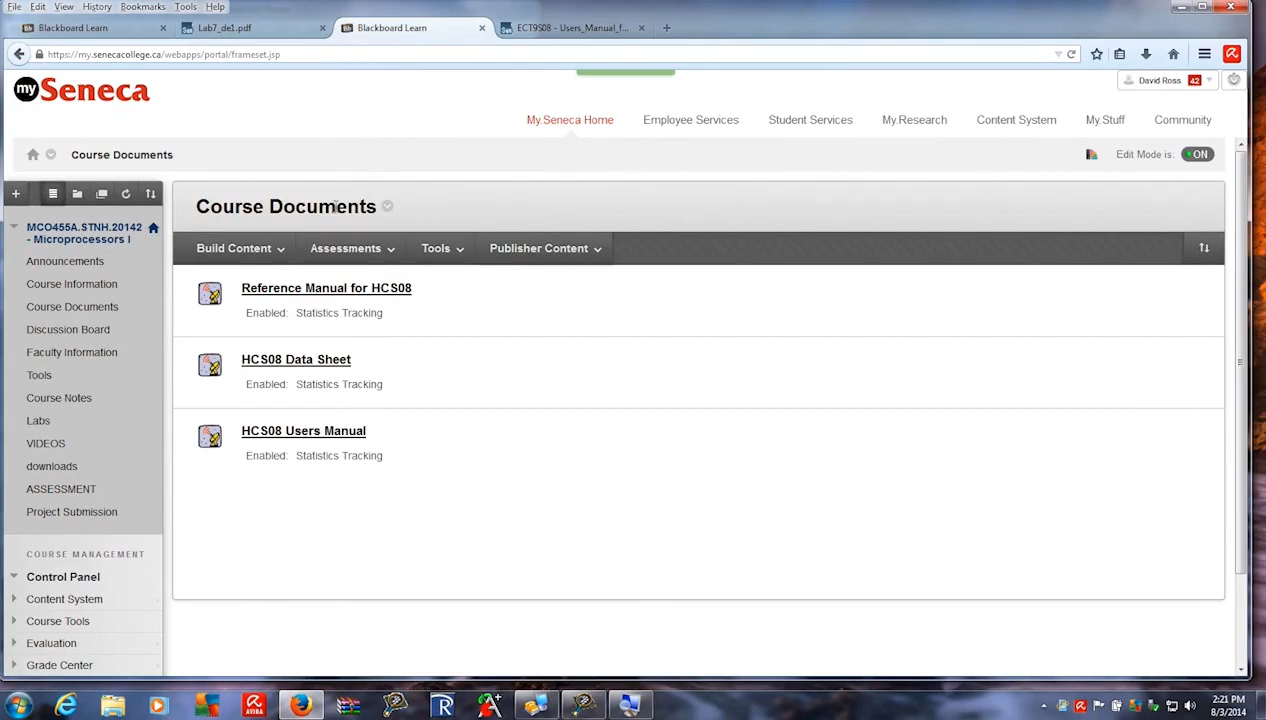 File Edit View History Bookmarks Tools Help
Blackboard Learn
Lab7_de1.pdf
Blackboard Learn
ECT9S08 - Users_Manual_f...
https://my.senecacollege.ca/webapps/portal/frameset.jsp
my Seneca
David Ross 42
My.Seneca Home
Employee Services
Student Services
My.Research
Content System
My.Stuff
Community
Course Documents
Edit Mode is: ON
MCO455A.STNH.20142
- Microprocessors I
Announcements
Course Information
Course Documents
Discussion Board
Faculty Information
Tools
Course Notes
Labs
VIDEOS
downloads
ASSESSMENT
Project Submission
COURSE MANAGEMENT
Control Panel
Content System
Course Tools
Evaluation
Grade Center
Course Documents
Build Content
Assessments
Tools
Publisher Content
Reference Manual for HCS08
Enabled: Statistics Tracking
HCS08 Data Sheet
Enabled: Statistics Tracking
HCS08 Users Manual
Enabled: Statistics Tracking
AVIRA
2:21 PM
8/3/2014